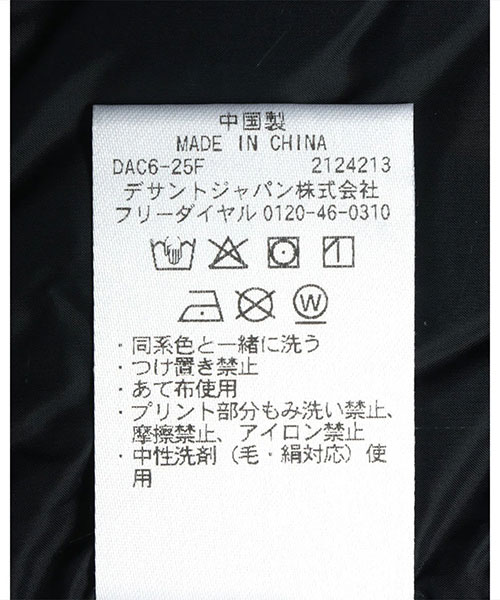 中国製
MADE IN CHINA
DAC6-25F 2124213
デサントジャパン株式会社
フリーダイヤル 0120-46-0310
W
・同系色と一緒に洗う
・つけ置き禁止
・あて布使用
・プリント部分もみ洗い禁止、
摩擦禁止、アイロン禁止
・中性洗剤（毛・絹対応）使
用